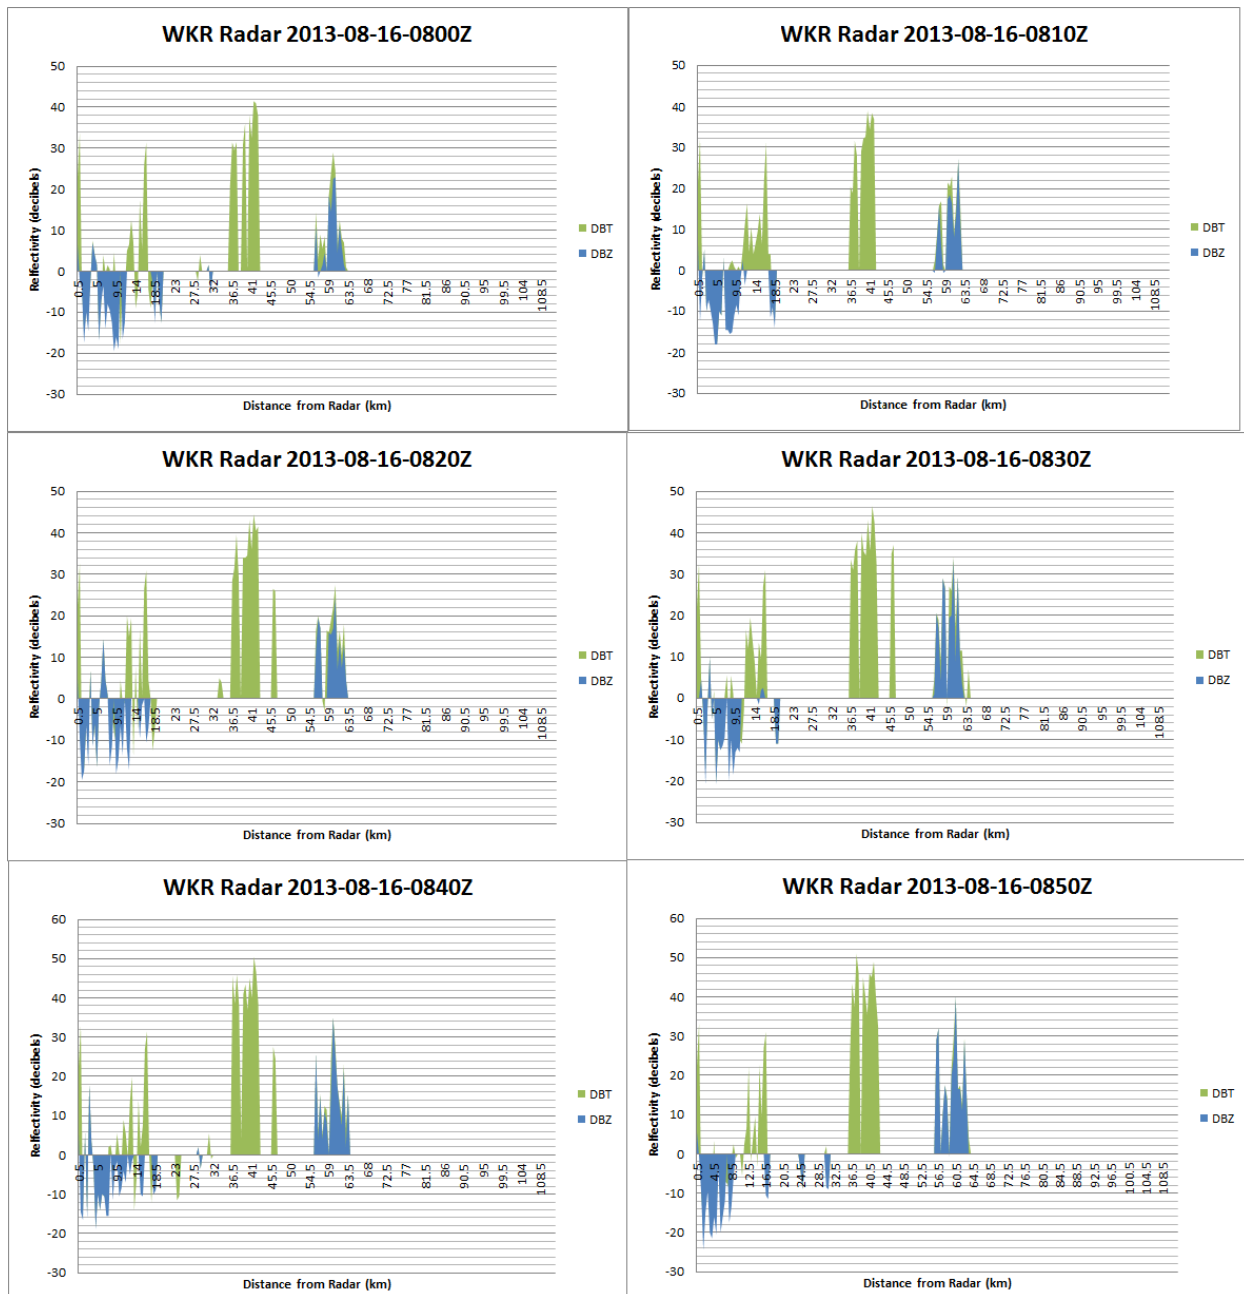 WKR Radar 2013-08-16-0800Z
50
40
30
20
10
0
-10
-20
-30
Relfectivity (decibels)
0.5 5 9.5 14 18.5 23 27.5 32 36.5 41 45.5 50 54.5 59 63.5 68 72.5 77 81.5 86 90.5 95 99.5 104 108.5
Distance from Radar (km)
DBT
DBZ
WKR Radar 2013-08-16-0810Z
50
40
30
20
10
0
-10
-20
-30
Relfectivity (decibels)
0.5 5 9.5 14 18.5 23 27.5 32 36.5 41 45.5 50 54.5 59 63.5 68 72.5 77 81.5 86 90.5 95 99.5 104 108.5
Distance from Radar (km)
DBT
DBZ
WKR Radar 2013-08-16-0820Z
50
40
30
20
10
0
-10
-20
-30
Relfectivity (decibels)
0.5 5 9.5 14 18.5 23 27.5 32 36.5 41 45.5 50 54.5 59 63.5 68 72.5 77 81.5 86 90.5 95 99.5 104 108.5
Distance from Radar (km)
DBT
DBZ
WKR Radar 2013-08-16-0830Z
50
40
30
20
10
0
-10
-20
-30
Relfectivity (decibels)
0.5 5 9.5 14 18.5 23 27.5 32 36.5 41 45.5 50 54.5 59 63.5 68 72.5 77 81.5 86 90.5 95 99.5 104 108.5
Distance from Radar (km)
DBT
DBZ
WKR Radar 2013-08-16-0840Z
60
50
40
30
20
10
0
-10
-20
-30
Relfectivity (decibels)
0.5 5 9.5 14 18.5 23 27.5 32 36.5 41 45.5 50 54.5 59 63.5 68 72.5 77 81.5 86 90.5 95 99.5 104 108.5
Distance from Radar (km)
DBT
DBZ
WKR Radar 2013-08-16-0850Z
60
50
40
30
20
10
0
-10
-20
-30
Relfectivity (decibels)
0.5 4.5 8.5 12.5 16.5 20.5 24.5 28.5 32.5 36.5 40.5 44.5 48.5 52.5 56.5 60.5 64.5 68.5 72.5 76.5 80.5 84.5 88.5 92.5 96.5 100.5 104.5 108.5
Distance from Radar (km)
DBT
DBZ